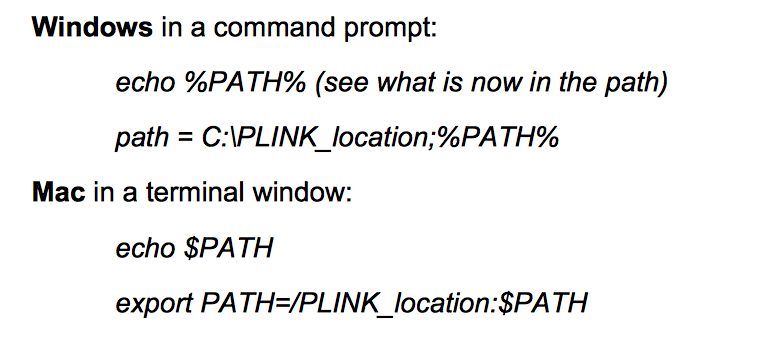 Windows in a command prompt:
echo %PATH% (see what is now in the path)
path = C:\PLINK_location;%PATH%
Mac in a terminal window:
echo $PATH
export PATH=/PLINK_location:$PATH